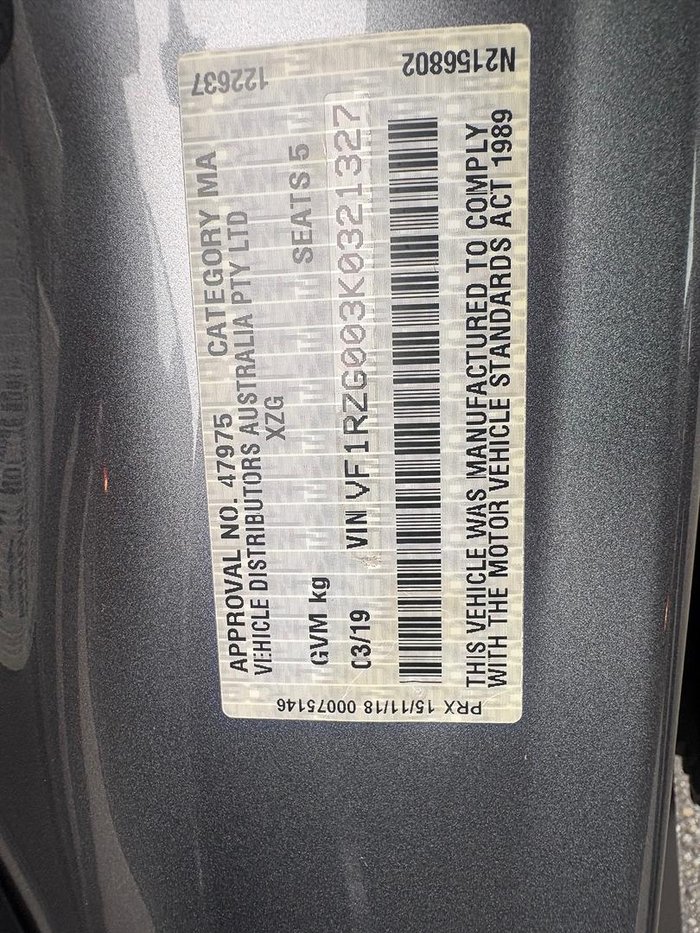 APPROVAL NO. 47975 CATEGORY MA
VEHICLE DISTRIBUTORS AUSTRALIA PTY LTD
XZG
GVM kg SEATS 5
03/19 VIN VF1RZG003K0321327
THIS VEHICLE WAS MANUFACTURED TO COMPLY
WITH THE MOTOR VEHICLE STANDARDS ACT 1989
122637
N2156802
PRX 15/11/18 00075146